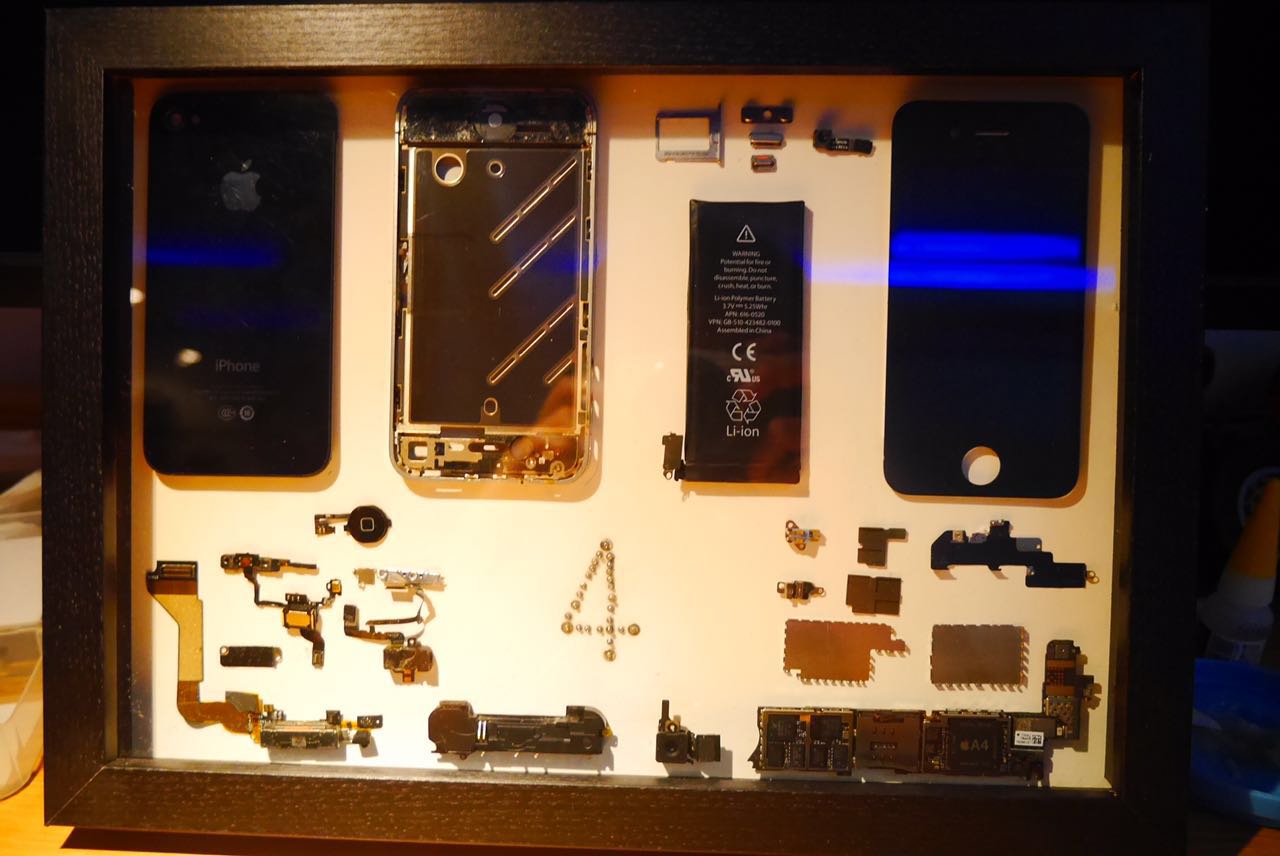 iPhone
WARNING
Potential for fire or
burning. Do not
disassemble, puncture,
crush, heat, or burn.
Li-ion Polymer Battery
3.7V 5.25Whr
APN: 616-0520
VPN: GB-S10-423482-0100
Assembled in China
CE
c RU us
Li-ion
4
A4